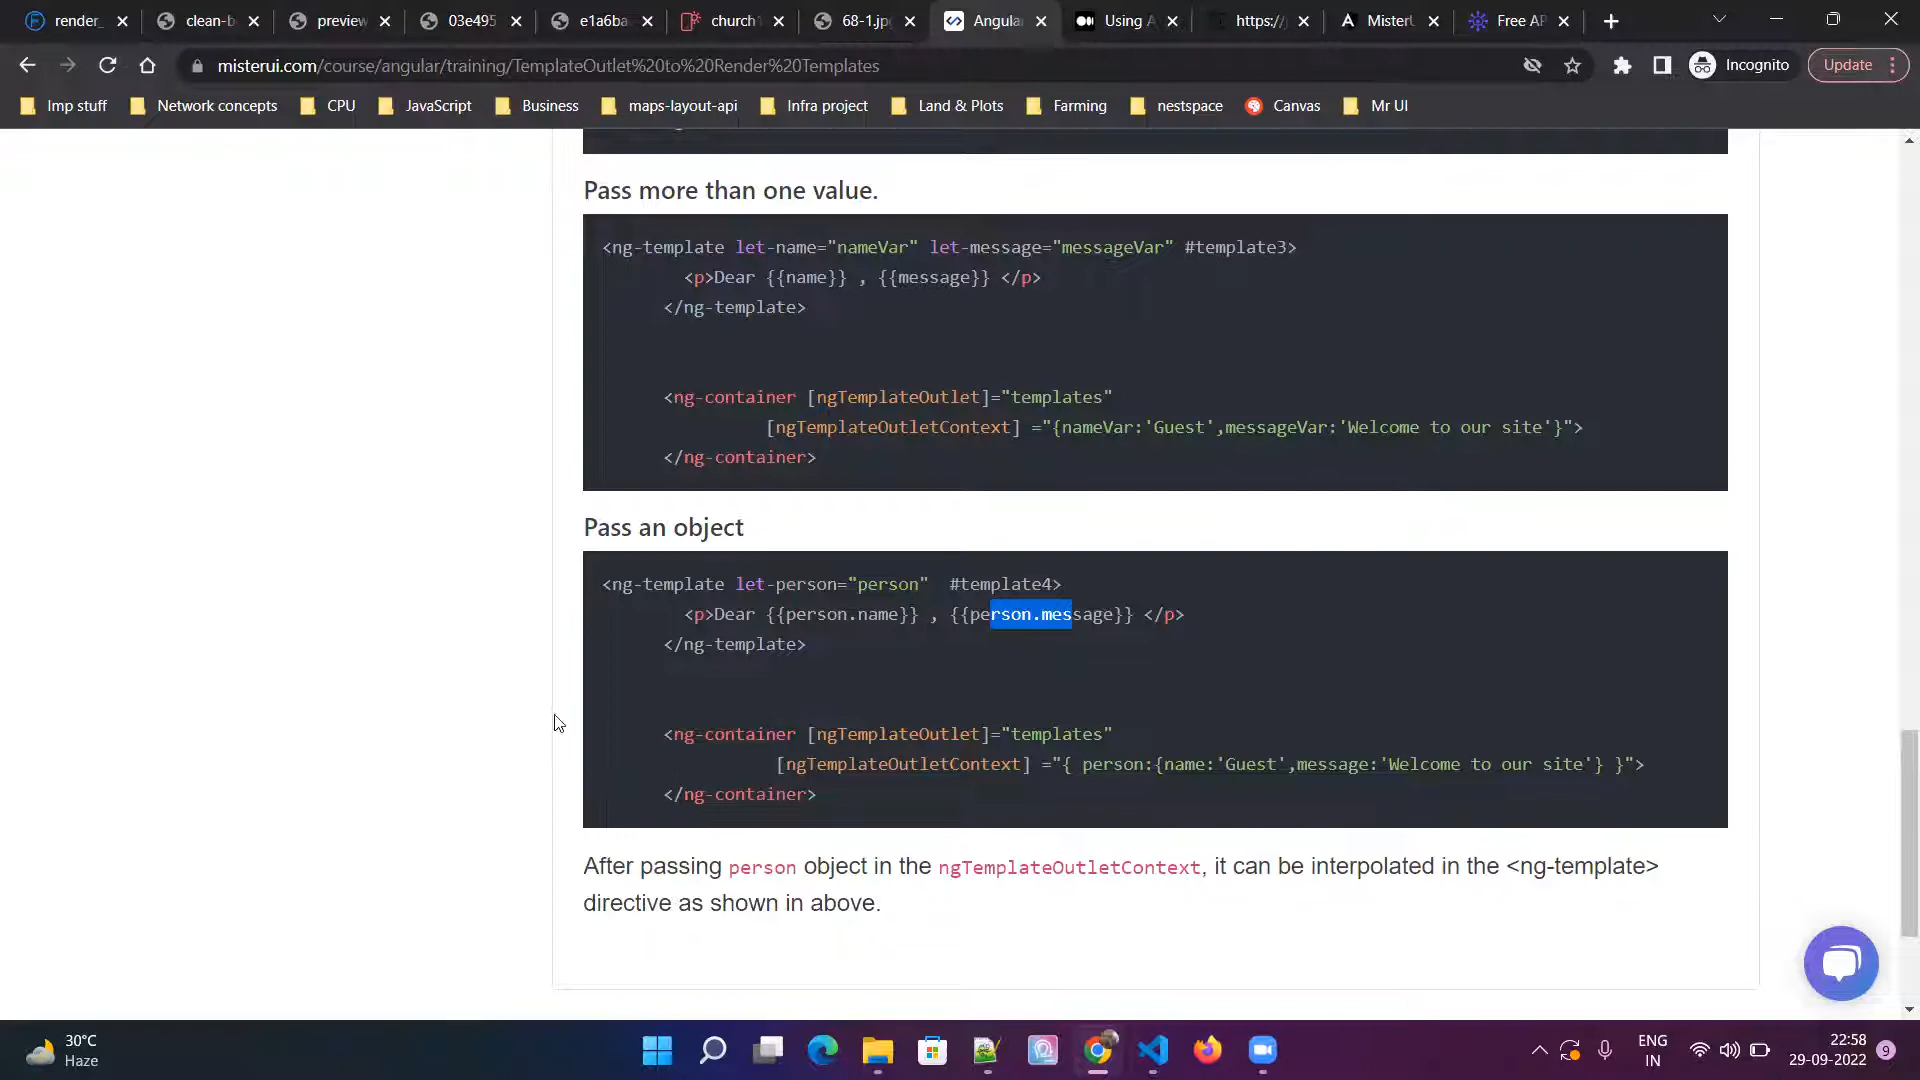 render_
clean-b
preview
03e495
e1a6ba
church1
68-1.jp
Angular
Using A
https://
MisterU
Free AP
misterui.com/course/angular/training/TemplateOutlet%20to%20Render%20Templates
Incognito
Update
Imp stuff
Network concepts
CPU
JavaScript
Business
maps-layout-api
Infra project
Land & Plots
Farming
nestspace
Canvas
Mr UI
Pass more than one value.
<ng-template let-name="nameVar" let-message="messageVar" #template3>
<p>Dear {{name}} , {{message}} </p>
</ng-template>
<ng-container [ngTemplateOutlet]="templates"
[ngTemplateOutletContext] ="{nameVar:'Guest',messageVar:'Welcome to our site'}">
</ng-container>
Pass an object
<ng-template let-person="person"  #template4>
<p>Dear {{person.name}} , {{person.message}} </p>
</ng-template>
<ng-container [ngTemplateOutlet]="templates"
[ngTemplateOutletContext] ="{ person:{name:'Guest',message:'Welcome to our site'} }">
</ng-container>
After passing person object in the ngTemplateOutletContext, it can be interpolated in the <ng-template>
directive as shown in above.
30°C
Haze
ENG
IN
22:58
29-09-2022
9